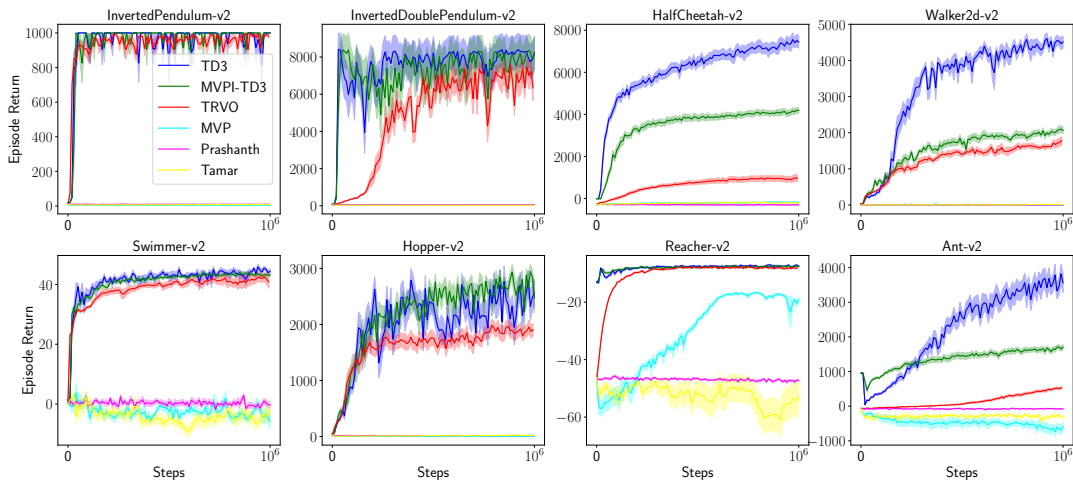 InvertedPendulum-v2
InvertedDoublePendulum-v2
HalfCheetah-v2
Walker2d-v2
Episode Return
1000
800
600
400
200
0
0
10^6
TD3
MVPI-TD3
TRVO
MVP
Prashanth
Tamar
8000
6000
4000
2000
0
0
10^6
8000
6000
4000
2000
0
0
10^6
5000
4000
3000
2000
1000
0
0
10^6
Swimmer-v2
Hopper-v2
Reacher-v2
Ant-v2
Episode Return
40
20
0
0
10^6
Steps
3000
2000
1000
0
0
10^6
Steps
−20
−40
−60
0
10^6
Steps
4000
3000
2000
1000
0
−1000
0
10^6
Steps